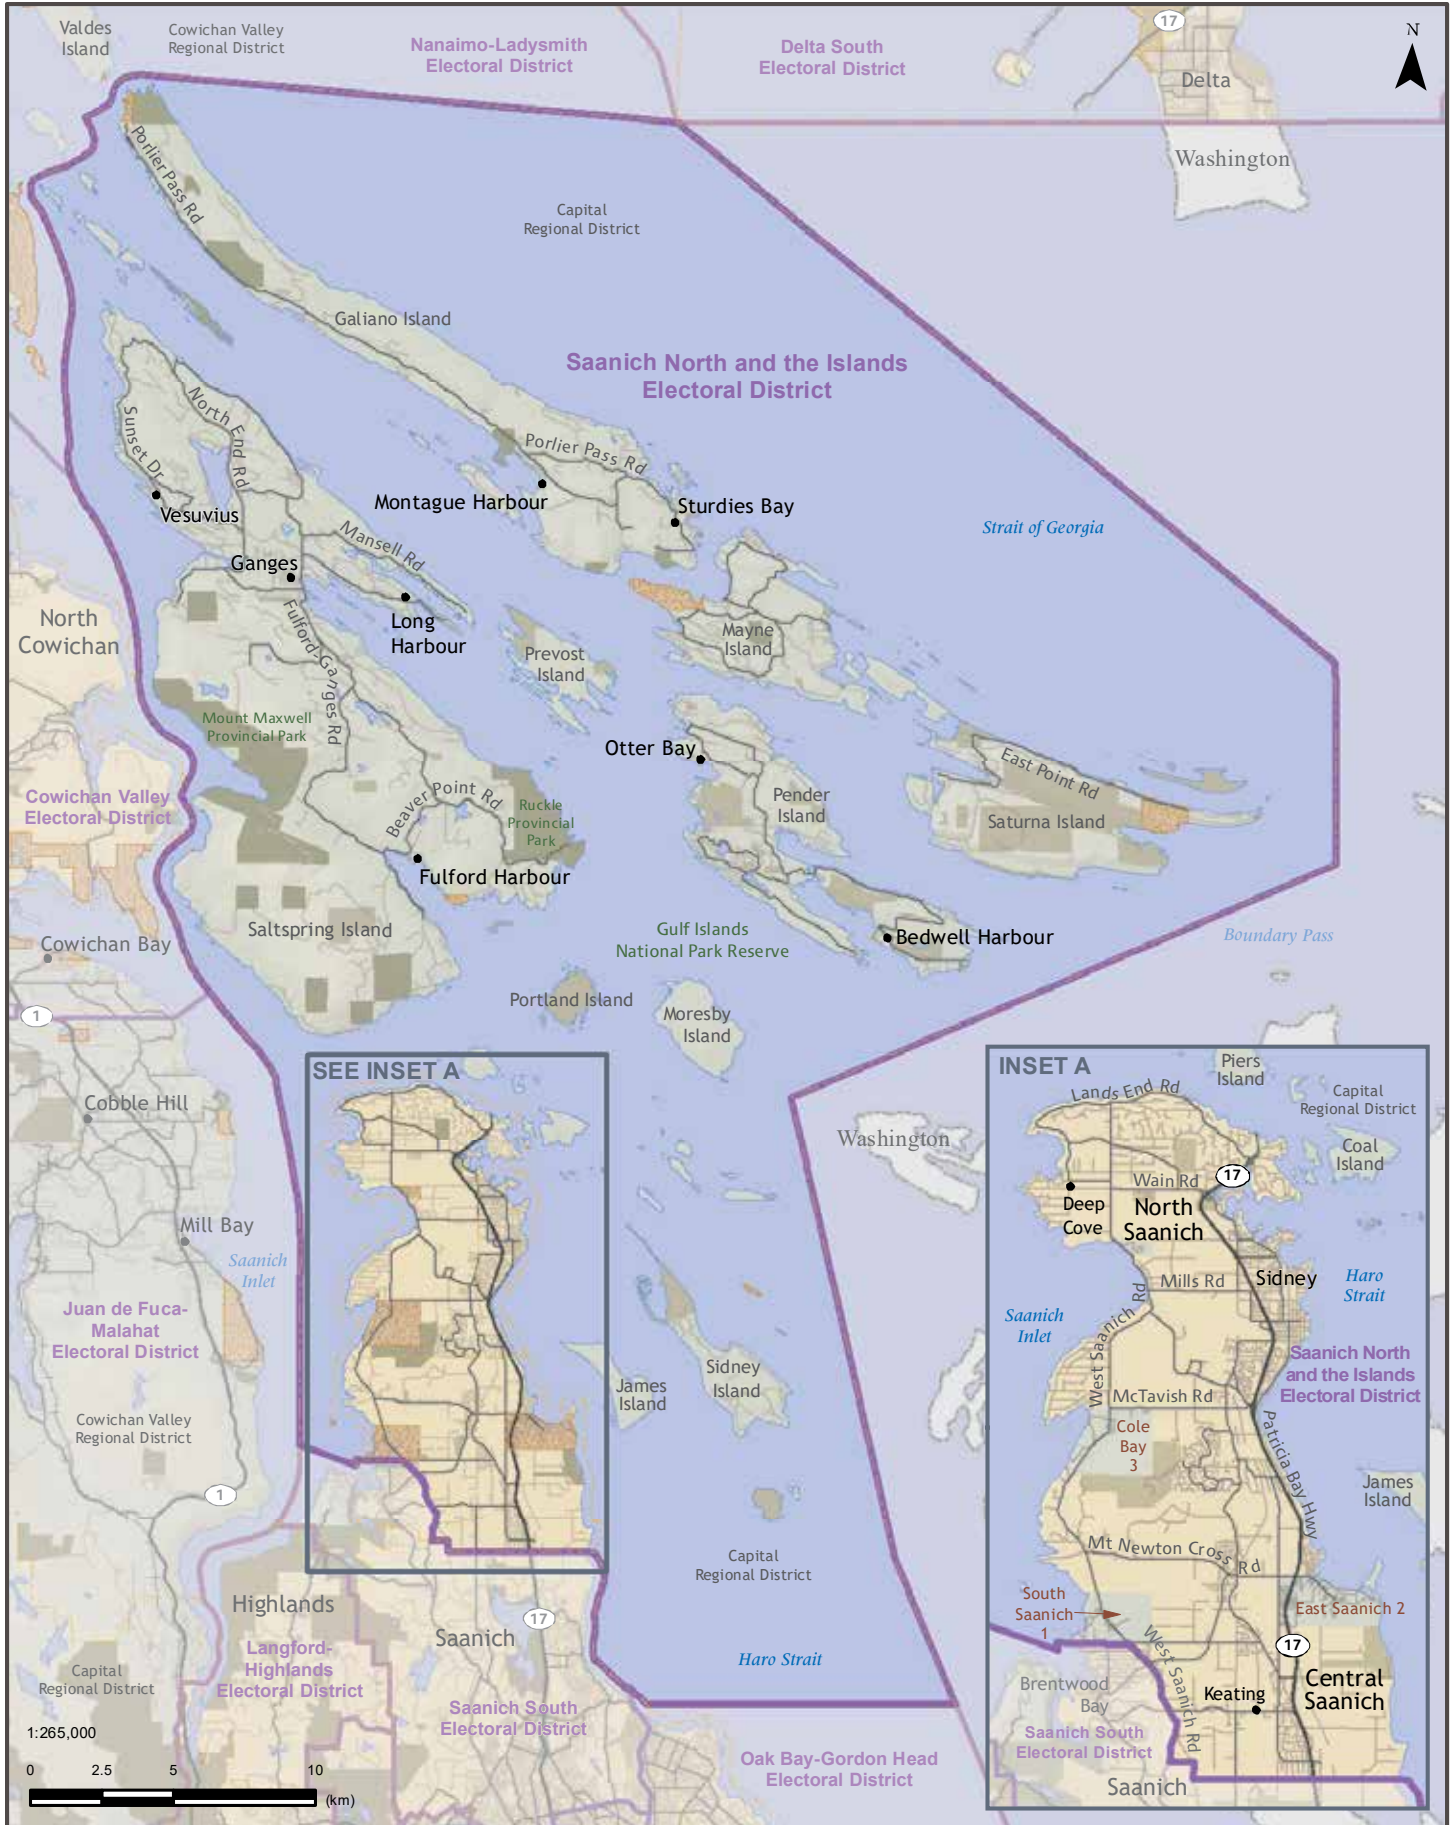 Valdes
Island
Cowichan Valley
Regional District
Nanaimo-Ladysmith
Electoral District
Delta South
Electoral District
17
Delta
N
Washington
Porlier Pass Rd
Capital
Regional District
Galiano Island
Saanich North and the Islands
Electoral District
North End Rd
Sunset Dr
Porlier Pass Rd
Montague Harbour
Sturdies Bay
Vesuvius
Strait of Georgia
Mansell Rd
Ganges
Long
Harbour
North
Cowichan
Fulford-Ganges Rd
Mayne
Island
Prevost
Island
Mount Maxwell
Provincial Park
Otter Bay
East Point Rd
Cowichan Valley
Electoral District
Beaver Point Rd
Ruckle
Provincial
Park
Pender
Island
Saturna Island
Fulford Harbour
Saltspring Island
Gulf Islands
National Park Reserve
Bedwell Harbour
Boundary Pass
Cowichan Bay
Portland Island
Moresby
Island
1
SEE INSET A
Cobble Hill
Washington
Mill Bay
Saanich
Inlet
Juan de Fuca-
Malahat
Electoral District
Sidney
Island
James
Island
Cowichan Valley
Regional District
1
Capital
Regional District
Highlands
17
Saanich
Langford-
Highlands
Electoral District
Haro Strait
Capital
Regional District
Saanich South
Electoral District
Oak Bay-Gordon Head
Electoral District
1:265,000
0 2.5 5 10
(km)
INSET A
Piers
Island
Lands End Rd
Capital
Regional District
Coal
Island
17
Wain Rd
Deep
Cove
North
Saanich
Mills Rd
Sidney
Haro
Strait
Saanich
Inlet
West Saanich Rd
Saanich North
and the Islands
Electoral District
McTavish Rd
Cole
Bay
3
Patricia Bay Hwy
James
Island
Mt Newton Cross Rd
South
Saanich
1
East Saanich 2
17
West Saanich Rd
Brentwood
Bay
Keating
Central
Saanich
Saanich South
Electoral District
Saanich